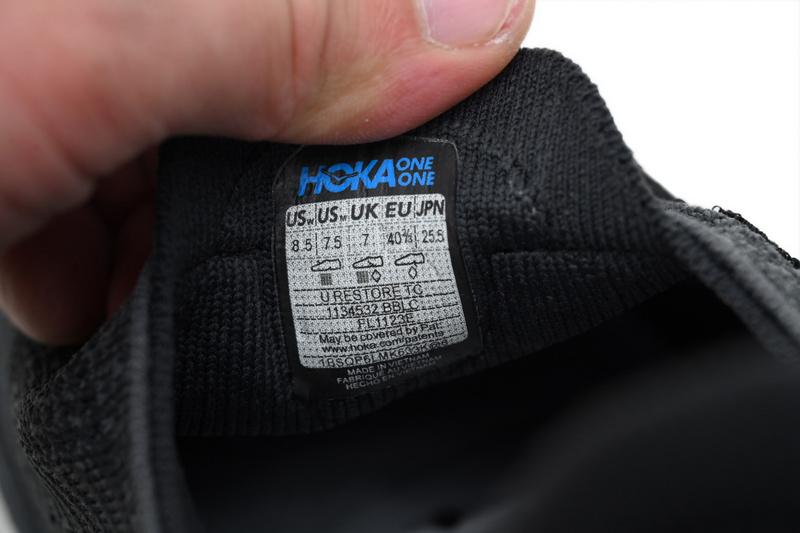 HOKA ONE ONE
US W US M UK EU JPN
8.5 7.5 7 40⅔ 25.5
U RESTORE TC
1134532 BBLC
FL1123E
May be covered by Pat:
www.hoka.com/patents
MADE IN VIETNAM
FABRIQUÉ AU VIETNAM
HECHO EN VIETNAM